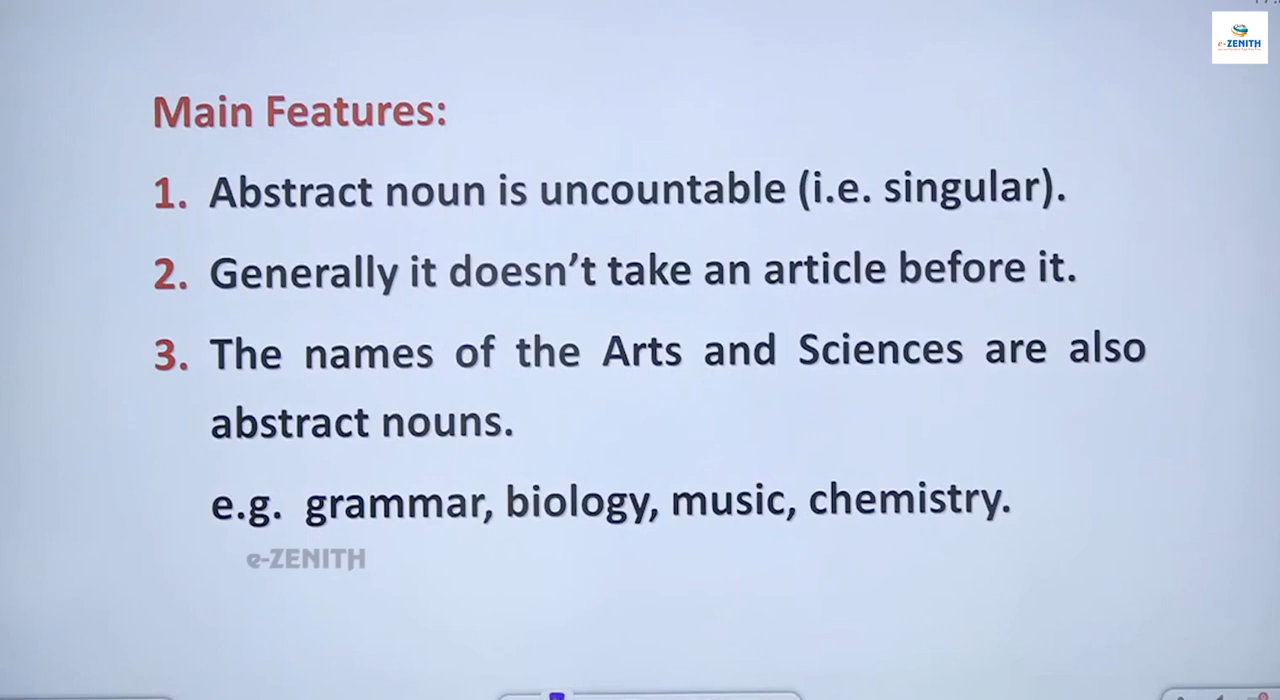 e-ZENITH
Main Features:
1. Abstract noun is uncountable (i.e. singular).
2. Generally it doesn’t take an article before it.
3. The names of the Arts and Sciences are also
abstract nouns.
e.g. grammar, biology, music, chemistry.
e-ZENITH